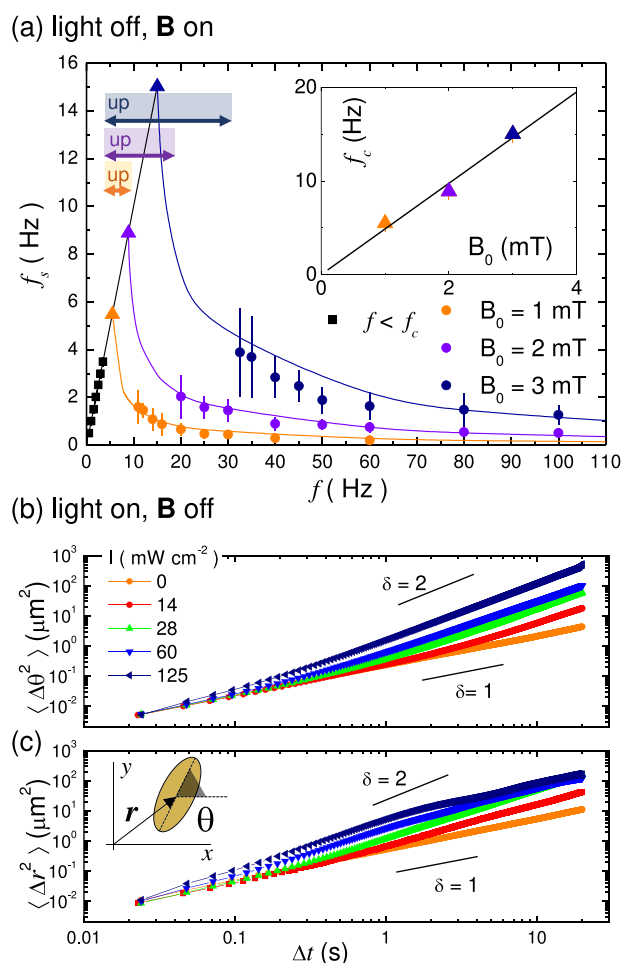 (a) light off, B on
16
14
12
10
8
6
4
2
0
f_s ( Hz )
up
up
up
20
10
0
f_c (Hz)
0 2 4
B_0 (mT)
f < f_c
B_0 = 1 mT
B_0 = 2 mT
B_0 = 3 mT
0 10 20 30 40 50 60 70 80 90 100 110
f ( Hz )
(b) light on, B off
I ( mW cm^-2 )
0
14
28
60
125
10^3
10^2
10^1
10^0
10^-1
10^-2
⟨ Δθ^2 ⟩ (μm^2)
δ = 2
δ = 1
(c)
10^3
10^2
10^1
10^0
10^-1
10^-2
⟨ Δr^2 ⟩ (μm^2)
y
r
θ
x
δ = 2
δ = 1
0.01 0.1 1 10
Δt (s)